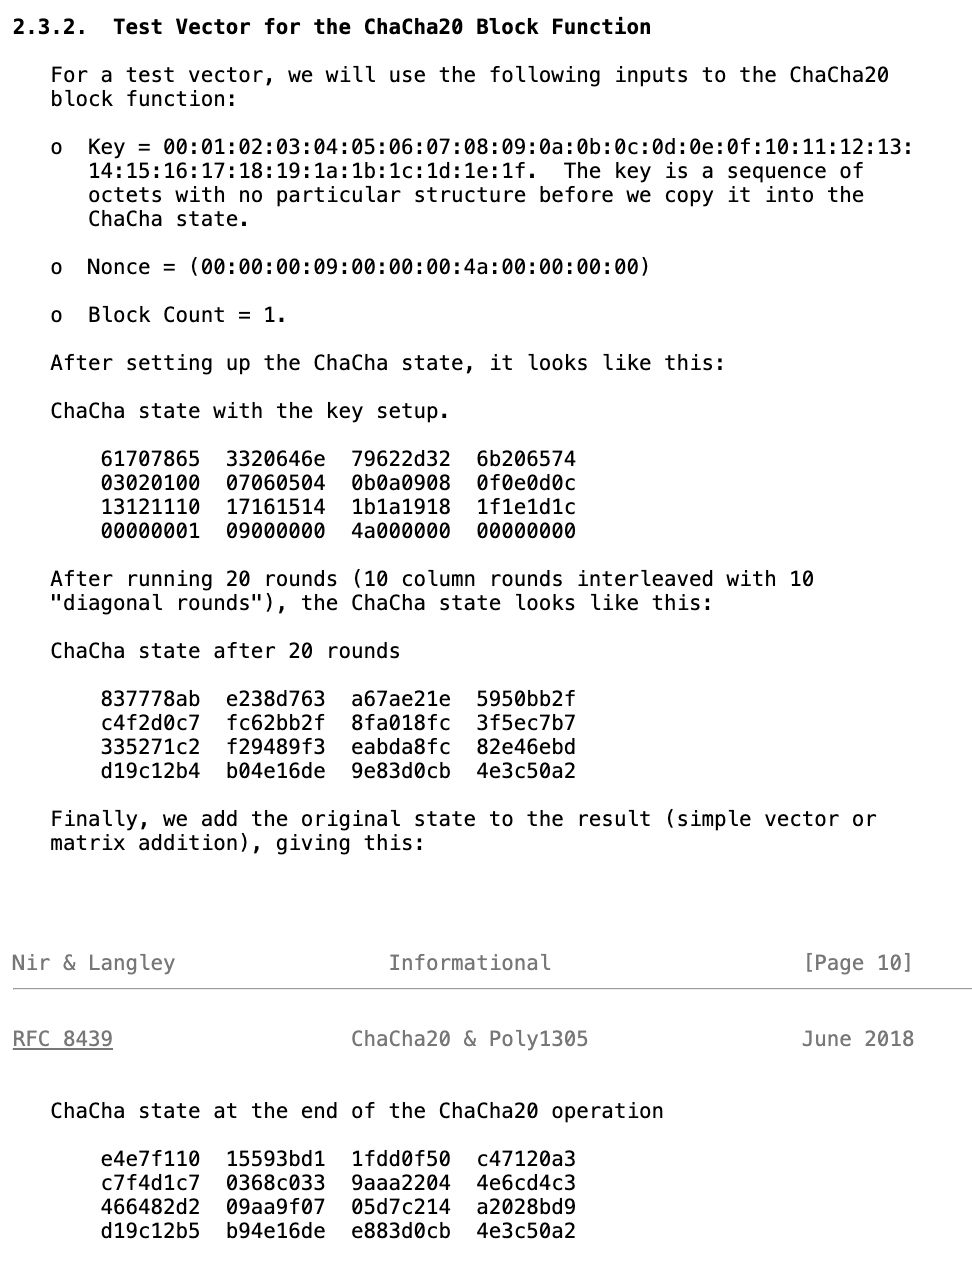 2.3.2.  Test Vector for the ChaCha20 Block Function
For a test vector, we will use the following inputs to the ChaCha20
block function:
o  Key = 00:01:02:03:04:05:06:07:08:09:0a:0b:0c:0d:0e:0f:10:11:12:13:
14:15:16:17:18:19:1a:1b:1c:1d:1e:1f.  The key is a sequence of
octets with no particular structure before we copy it into the
ChaCha state.
o  Nonce = (00:00:00:09:00:00:00:4a:00:00:00:00)
o  Block Count = 1.
After setting up the ChaCha state, it looks like this:
ChaCha state with the key setup.
61707865  3320646e  79622d32  6b206574
03020100  07060504  0b0a0908  0f0e0d0c
13121110  17161514  1b1a1918  1f1e1d1c
00000001  09000000  4a000000  00000000
After running 20 rounds (10 column rounds interleaved with 10
"diagonal rounds"), the ChaCha state looks like this:
ChaCha state after 20 rounds
837778ab  e238d763  a67ae21e  5950bb2f
c4f2d0c7  fc62bb2f  8fa018fc  3f5ec7b7
335271c2  f29489f3  eabda8fc  82e46ebd
d19c12b4  b04e16de  9e83d0cb  4e3c50a2
Finally, we add the original state to the result (simple vector or
matrix addition), giving this:
Nir & Langley                 Informational                    [Page 10]
RFC 8439                   ChaCha20 & Poly1305                 June 2018
ChaCha state at the end of the ChaCha20 operation
e4e7f110  15593bd1  1fdd0f50  c47120a3
c7f4d1c7  0368c033  9aaa2204  4e6cd4c3
466482d2  09aa9f07  05d7c214  a2028bd9
d19c12b5  b94e16de  e883d0cb  4e3c50a2